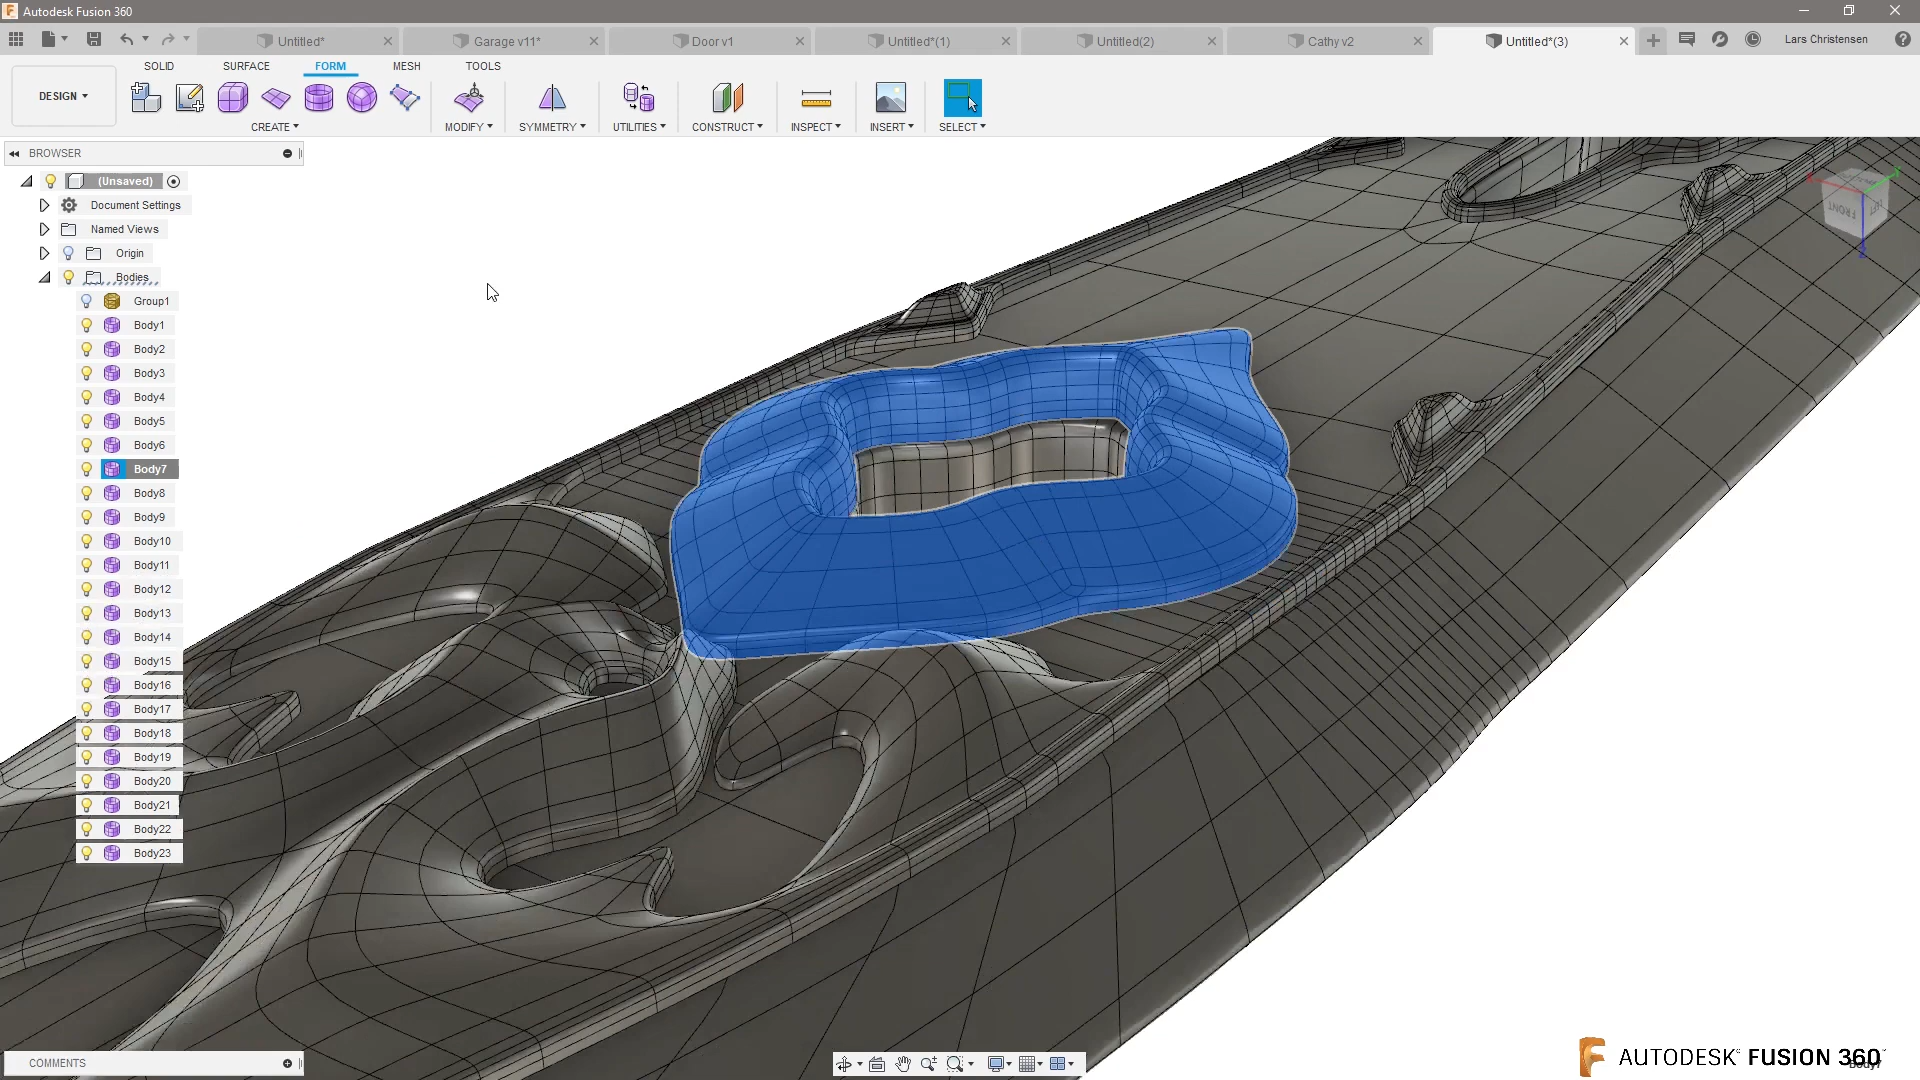 Autodesk Fusion 360
Untitled*
Garage v11*
Door v1
Untitled*(1)
Untitled(2)
Cathy v2
Untitled*(3)
Lars Christensen
DESIGN
SOLID SURFACE FORM MESH TOOLS
CREATE MODIFY SYMMETRY UTILITIES CONSTRUCT INSPECT INSERT SELECT
BROWSER
(Unsaved)
Document Settings
Named Views
Origin
Bodies
Group1
Body1
Body2
Body3
Body4
Body5
Body6
Body7
Body8
Body9
Body10
Body11
Body12
Body13
Body14
Body15
Body16
Body17
Body18
Body19
Body20
Body21
Body22
Body23
FRONT
COMMENTS
AUTODESK FUSION 360
Body7